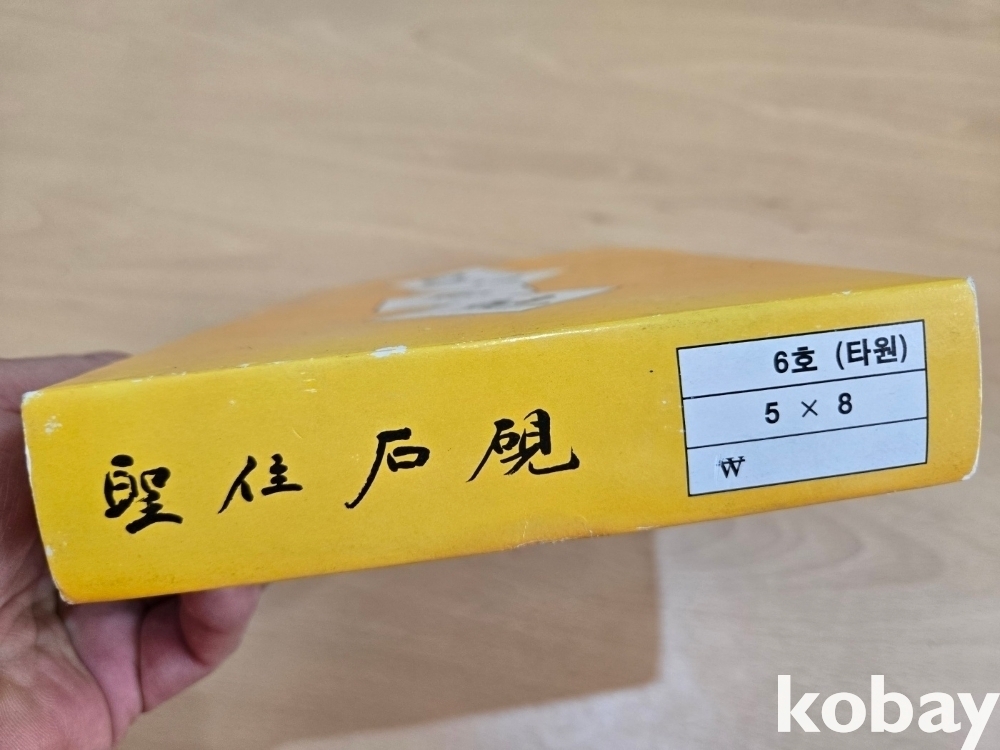 聖住石硯
6호 (타원)
5 × 8
₩
kobay